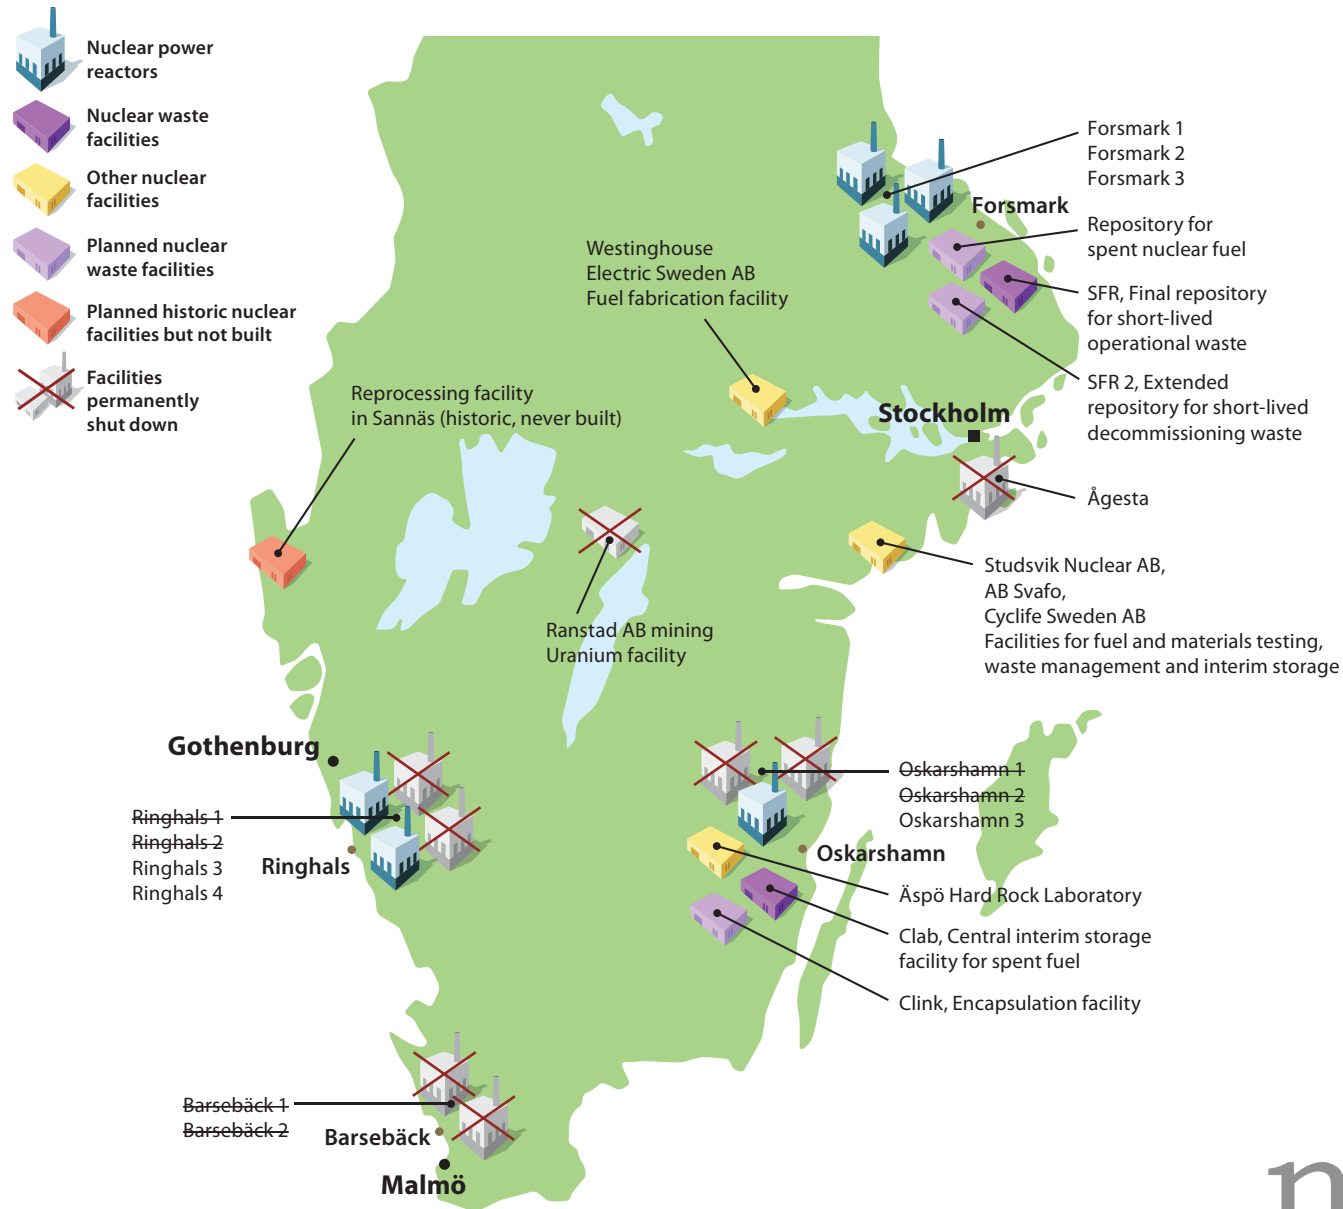 Nuclear power
reactors
Nuclear waste
facilities
Other nuclear
facilities
Planned nuclear
waste facilities
Planned historic nuclear
facilities but not built
Facilities
permanently
shut down
Forsmark 1
Forsmark 2
Forsmark 3
Forsmark
Repository for
spent nuclear fuel
SFR, Final repository
for short-lived
operational waste
SFR 2, Extended
repository for short-lived
decommissioning waste
Westinghouse
Electric Sweden AB
Fuel fabrication facility
Reprocessing facility
in Sannäs (historic, never built)
Stockholm
Ågesta
Studsvik Nuclear AB,
AB Svafo,
Cyclife Sweden AB
Facilities for fuel and materials testing,
waste management and interim storage
Ranstad AB mining
Uranium facility
Gothenburg
Ringhals 1
Ringhals 2
Ringhals 3
Ringhals 4
Ringhals
Oskarshamn 1
Oskarshamn 2
Oskarshamn 3
Oskarshamn
Äspö Hard Rock Laboratory
Clab, Central interim storage
facility for spent fuel
Clink, Encapsulation facility
Barsebäck 1
Barsebäck 2
Barsebäck
Malmö
n